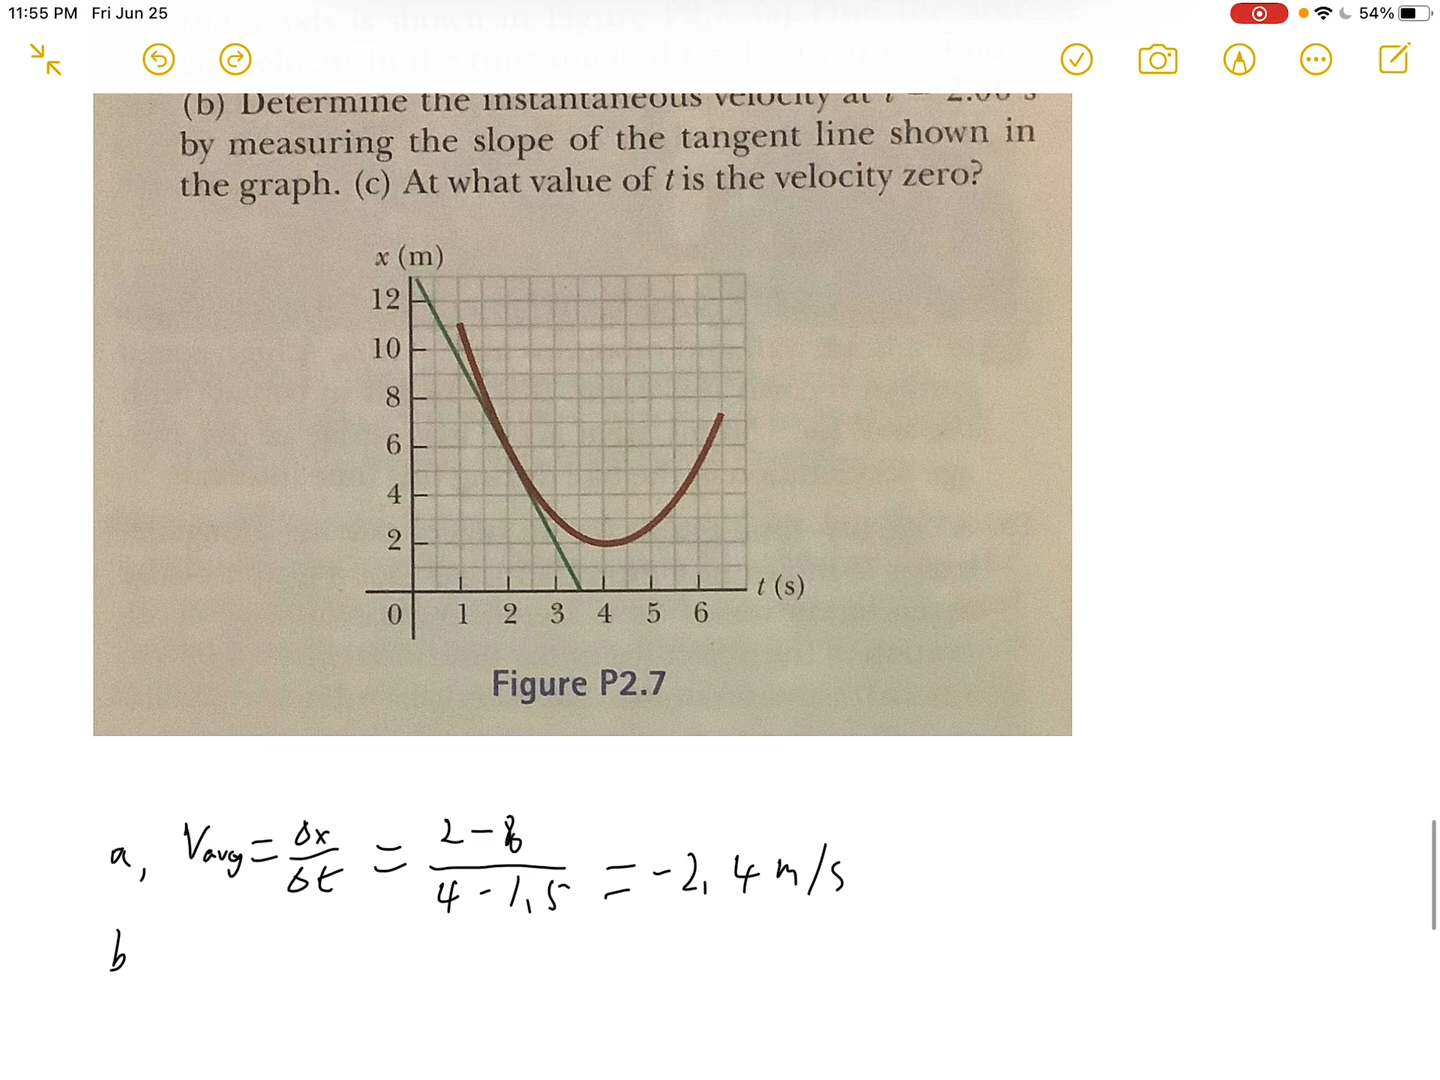 11:55 PM Fri Jun 25
54%
(b) Determine the instantaneous velocity at t = 2.00 s
by measuring the slope of the tangent line shown in
the graph. (c) At what value of t is the velocity zero?
x (m)
12
10
8
6
4
2
0 1 2 3 4 5 6
t (s)
Figure P2.7
a, Vavg = Δx/Δt = (2-8)/(4-1,5) = -2,4 m/s
b